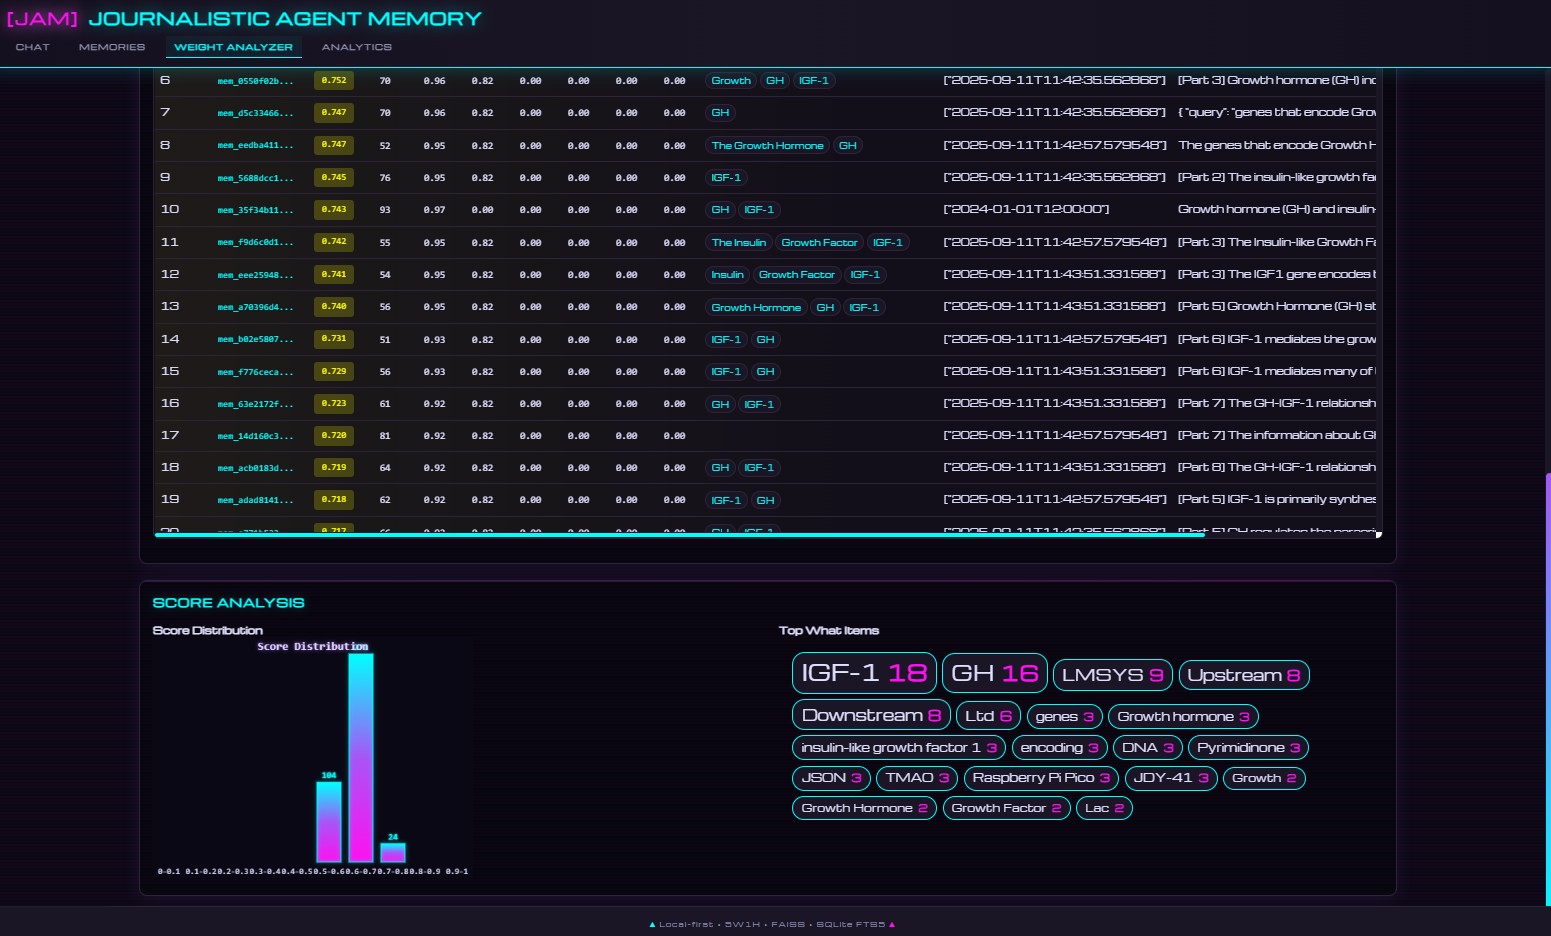 [JAM] JOURNALISTIC AGENT MEMORY
CHAT MEMORIES WEIGHT ANALYZER ANALYTICS
6 mem_0550f02b... 0.752 70 0.96 0.82 0.00 0.00 0.00 0.00 Growth GH IGF-1 ["2025-09-11T11:42:35.562868"] [Part 3] Growth hormone (GH) inc
7 mem_d5c33466... 0.747 70 0.96 0.82 0.00 0.00 0.00 0.00 GH ["2025-09-11T11:42:35.562868"] { "query": "genes that encode Grow
8 mem_eedba411... 0.747 52 0.95 0.82 0.00 0.00 0.00 0.00 The Growth Hormone GH ["2025-09-11T11:42:57.579548"] The genes that encode Growth H
9 mem_5688dcc1... 0.745 76 0.95 0.82 0.00 0.00 0.00 0.00 IGF-1 ["2025-09-11T11:42:35.562868"] [Part 2] The insulin-like growth fac
10 mem_35f34b11... 0.743 93 0.97 0.00 0.00 0.00 0.00 0.00 GH IGF-1 ["2024-01-01T12:00:00"] Growth hormone (GH) and insulin-
11 mem_f9d6c0d1... 0.742 55 0.95 0.82 0.00 0.00 0.00 0.00 The Insulin Growth Factor IGF-1 ["2025-09-11T11:42:57.579548"] [Part 3] The Insulin-like Growth Fa
12 mem_eee25948... 0.741 54 0.95 0.82 0.00 0.00 0.00 0.00 Insulin Growth Factor IGF-1 ["2025-09-11T11:43:51.331588"] [Part 3] The IGF1 gene encodes t
13 mem_a70396d4... 0.740 56 0.95 0.82 0.00 0.00 0.00 0.00 Growth Hormone GH IGF-1 ["2025-09-11T11:43:51.331588"] [Part 5] Growth Hormone (GH) st
14 mem_b02e5807... 0.731 51 0.93 0.82 0.00 0.00 0.00 0.00 IGF-1 GH ["2025-09-11T11:42:57.579548"] [Part 6] IGF-1 mediates the grow
15 mem_f776ceca... 0.729 56 0.93 0.82 0.00 0.00 0.00 0.00 IGF-1 GH ["2025-09-11T11:43:51.331588"] [Part 6] IGF-1 mediates many of
16 mem_63e2172f... 0.723 61 0.92 0.82 0.00 0.00 0.00 0.00 GH IGF-1 ["2025-09-11T11:43:51.331588"] [Part 7] The GH-IGF-1 relationsh
17 mem_14d160c3... 0.720 81 0.92 0.82 0.00 0.00 0.00 0.00 ["2025-09-11T11:42:57.579548"] [Part 7] The information about GH
18 mem_acb0183d... 0.719 64 0.92 0.82 0.00 0.00 0.00 0.00 GH IGF-1 ["2025-09-11T11:43:51.331588"] [Part 8] The GH-IGF-1 relationsh
19 mem_adad8141... 0.718 62 0.92 0.82 0.00 0.00 0.00 0.00 IGF-1 GH ["2025-09-11T11:42:57.579548"] [Part 5] IGF-1 is primarily synthes
SCORE ANALYSIS
Score Distribution
Score Distribution
104
24
0-0.1 0.1-0.2 0.2-0.3 0.3-0.4 0.4-0.5 0.5-0.6 0.6-0.7 0.7-0.8 0.8-0.9 0.9-1
Top What Items
IGF-1 18 GH 16 LMSYS 9 Upstream 8
Downstream 8 Ltd 6 genes 3 Growth hormone 3
insulin-like growth factor 1 3 encoding 3 DNA 3 Pyrimidinone 3
JSON 3 TMAO 3 Raspberry Pi Pico 3 JDY-41 3 Growth 2
Growth Hormone 2 Growth Factor 2 Lac 2
▲ Local-first • 5W1H • FAISS • SQLite FTS5 ▲